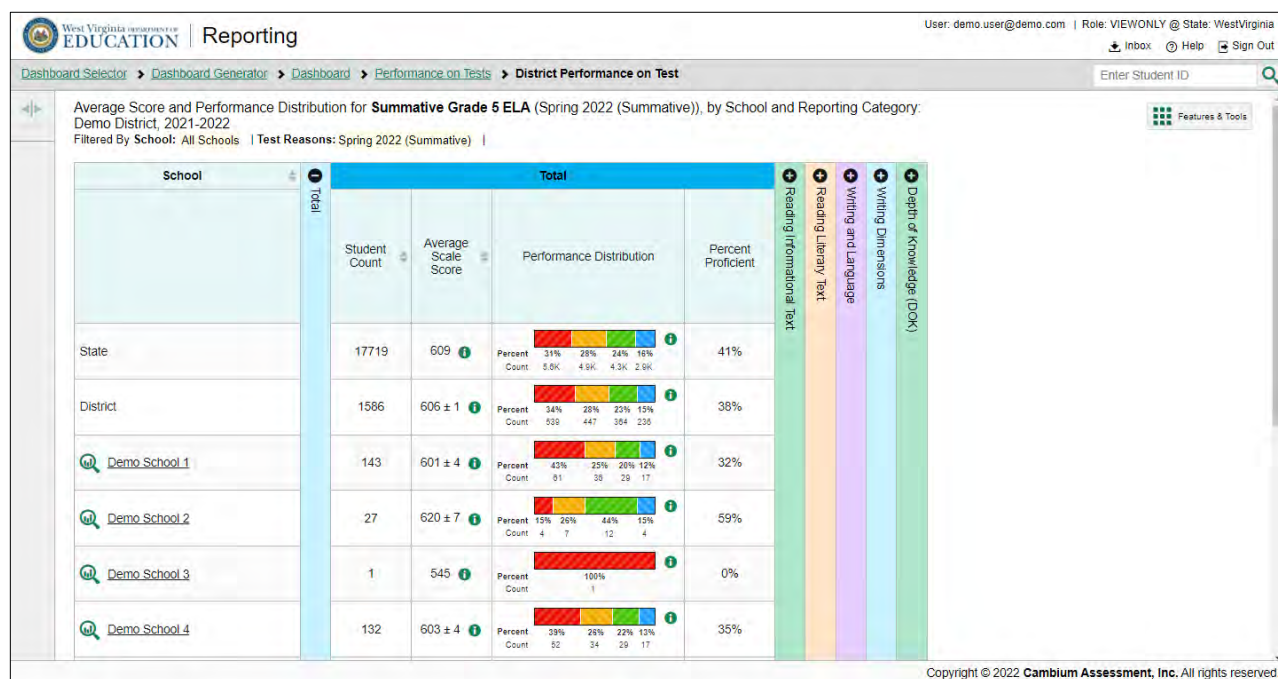 User: demo.user@demo.com | Role: VIEWONLY @ State: WestVirginia
West Virginia DEPARTMENT OF
EDUCATION
Reporting
Inbox Help Sign Out
Dashboard Selector > Dashboard Generator > Dashboard > Performance on Tests > District Performance on Test
Enter Student ID
Average Score and Performance Distribution for Summative Grade 5 ELA (Spring 2022 (Summative)), by School and Reporting Category:
Demo District, 2021-2022
Filtered By School: All Schools | Test Reasons: Spring 2022 (Summative) |
Features & Tools
School
Total
Total
Student Count
Average Scale Score
Performance Distribution
Percent Proficient
Reading Informational Text
Reading Literary Text
Writing and Language
Writing Dimensions
Depth of Knowledge (DOK)
State 17719 609 41%
Percent 31% 28% 24% 16%
Count 5.6K 4.9K 4.3K 2.9K
District 1586 606 ± 1 38%
Percent 34% 28% 23% 15%
Count 539 447 364 236
Demo School 1 143 601 ± 4 32%
Percent 43% 25% 20% 12%
Count 61 36 29 17
Demo School 2 27 620 ± 7 59%
Percent 15% 26% 44% 15%
Count 4 7 12 4
Demo School 3 1 545 0%
Percent 100%
Count 1
Demo School 4 132 603 ± 4 35%
Percent 39% 26% 22% 13%
Count 52 34 29 17
Copyright © 2022 Cambium Assessment, Inc. All rights reserved